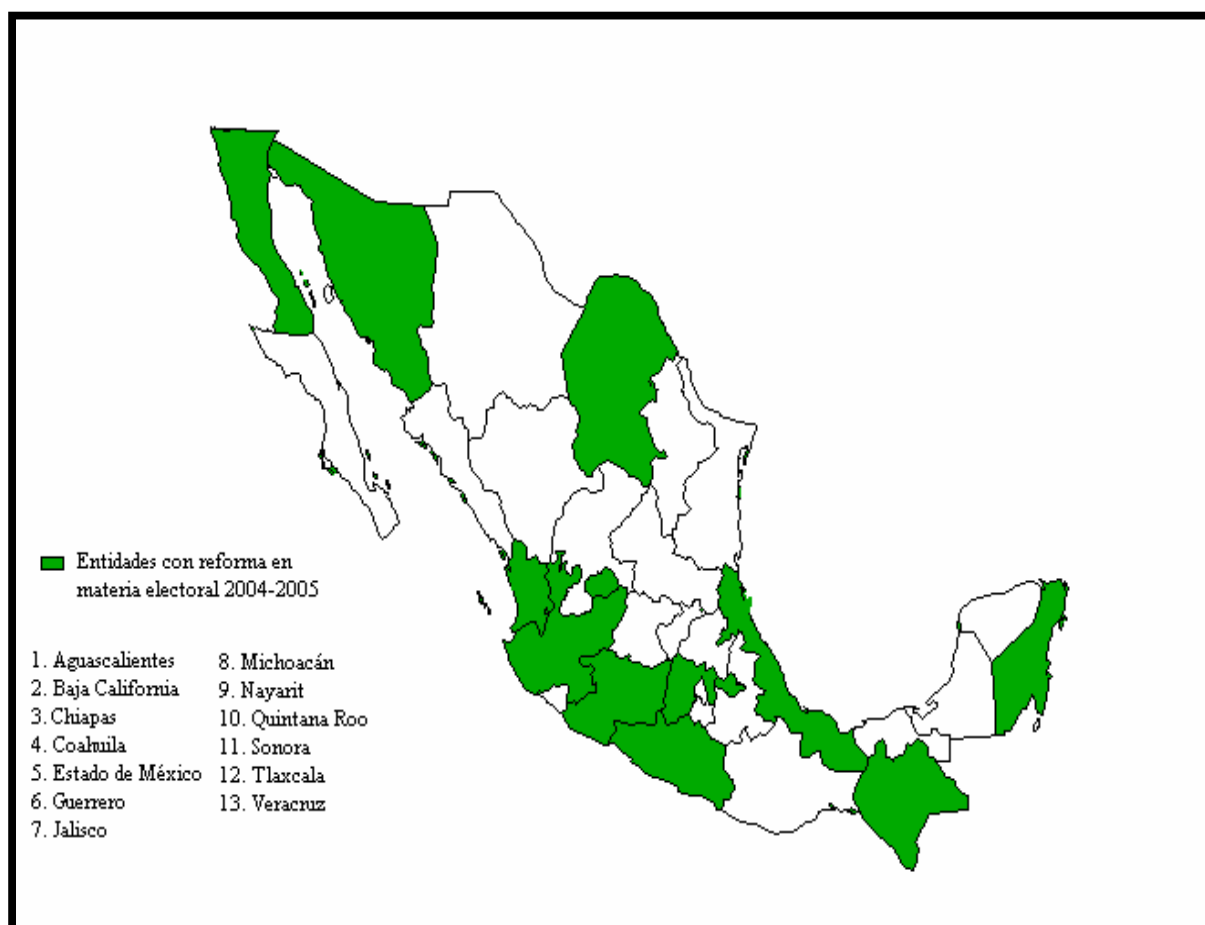 Entidades con reforma en
materia electoral 2004-2005
1. Aguascalientes
2. Baja California
3. Chiapas
4. Coahuila
5. Estado de México
6. Guerrero
7. Jalisco
8. Michoacán
9. Nayarit
10. Quintana Roo
11. Sonora
12. Tlaxcala
13. Veracruz